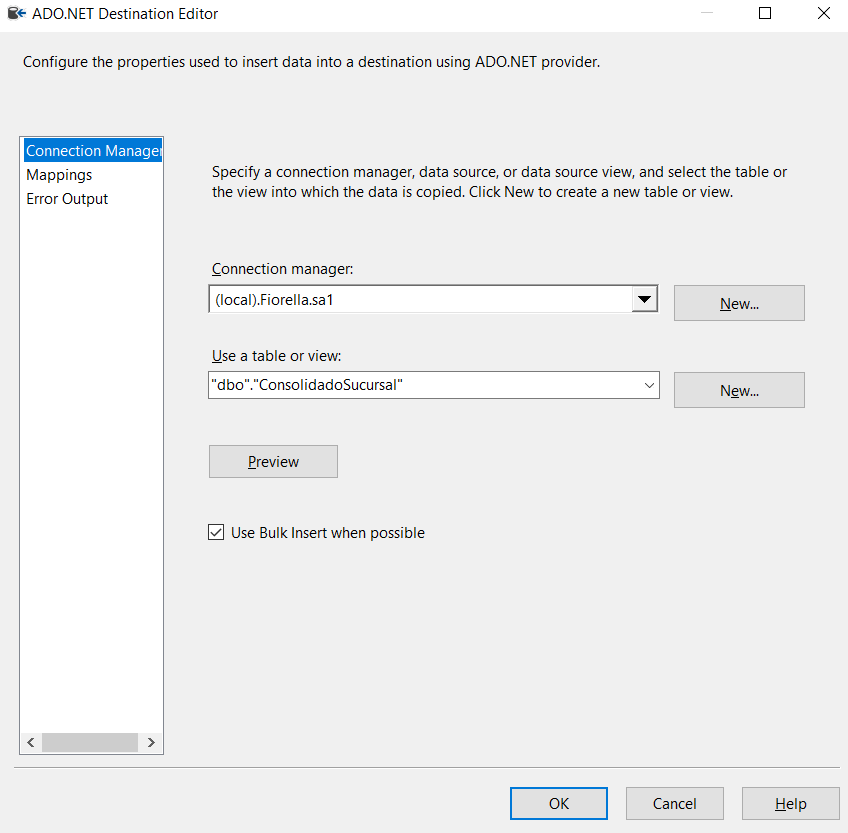 ADO.NET Destination Editor
Configure the properties used to insert data into a destination using ADO.NET provider.
Connection Manager
Mappings
Error Output
Specify a connection manager, data source, or data source view, and select the table or
the view into which the data is copied. Click New to create a new table or view.
Connection manager:
(local).Fiorella.sa1
New...
Use a table or view:
"dbo"."ConsolidadoSucursal"
New...
Preview
Use Bulk Insert when possible
OK
Cancel
Help